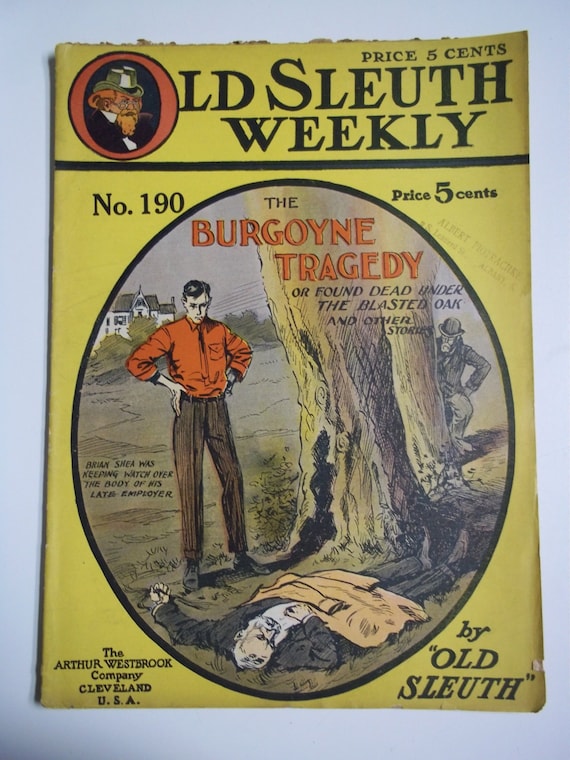 PRICE 5 CENTS
OLD SLEUTH
WEEKLY
No. 190
Price 5 cents
THE
BURGOYNE
TRAGEDY
OR FOUND DEAD UNDER
THE BLASTED OAK
AND OTHER
STORIES
ALBERT
ALBANY
BRIAN SHEA WAS
KEEPING WATCH OVER
THE BODY OF HIS
LATE EMPLOYER
The
ARTHUR WESTBROOK
Company
CLEVELAND
U.S.A.
by
"OLD
SLEUTH"